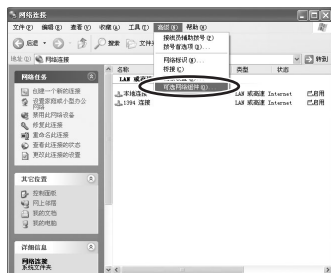 网络连接
文件(F) 编辑(E) 查看(V) 收藏(A) 工具(T) 高级(N) 帮助(H)
后退 搜索 文件
接线员辅助拨号(O)
拨号首选项(D)...
网络标识(N)...
桥接(C)
可选网络组件(O)...
地址(D) 网络连接 转到
名称 类型 状态
LAN 或高速
本地连接 LAN 或高速 Internet 已启用
1394 连接 LAN 或高速 Internet 已启用
网络任务
创建一个新的连接
设置家庭或小型办公网络
禁用此网络设备
修复此连接
重命名此连接
查看此连接的状态
更改此连接的设置
其它位置
控制面板
网上邻居
我的文档
我的电脑
详细信息
网络连接
系统文件夹